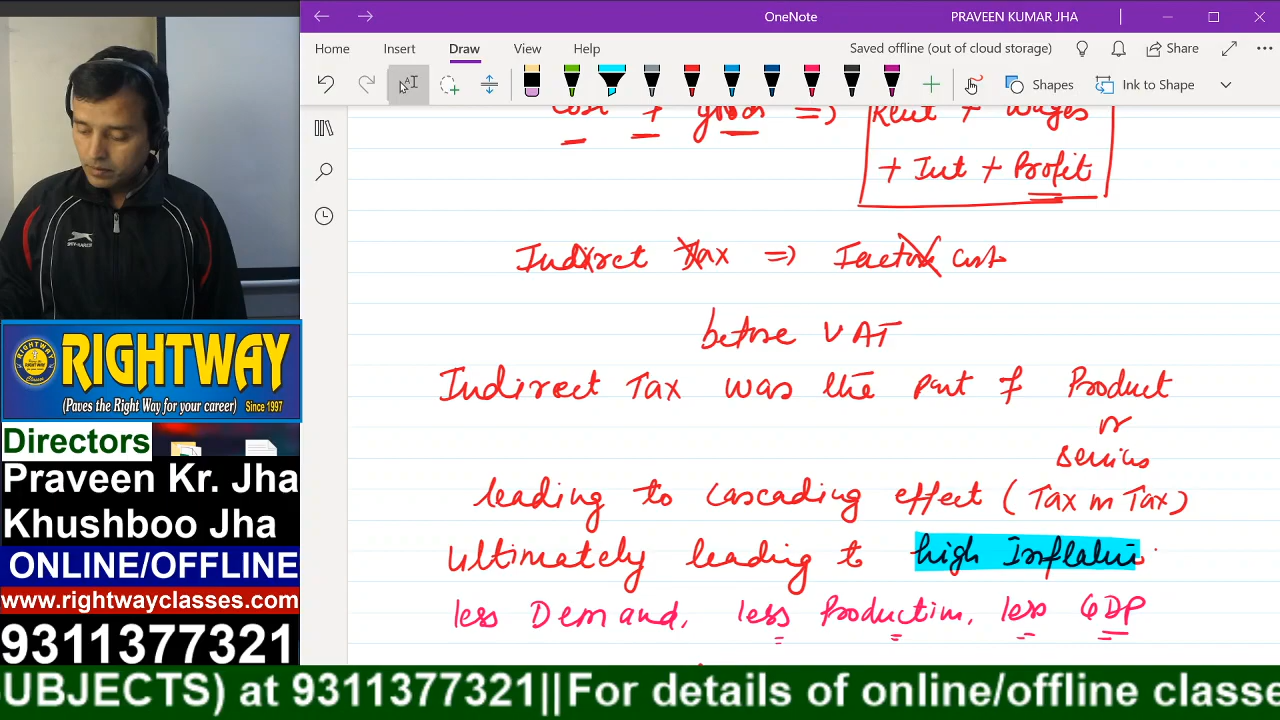 OneNote
PRAVEEN KUMAR JHA
Home Insert Draw View Help
Saved offline (out of cloud storage)
Share
Shapes
Ink to Shape
Cost + => Rent + Wages
+ Int + Profit
Indirect Tax => Factor cost
before VAT
Indirect Tax was the part of Product
or
services
leading to cascading effect (Tax on Tax)
Ultimately leading to high Inflation
less Demand, less Production, less GDP
RIGHTWAY
(Paves the Right Way for your career) Since 1997
Directors
Praveen Kr. Jha
Khushboo Jha
ONLINE/OFFLINE
www.rightwayclasses.com
9311377321
SUBJECTS) at 9311377321||For details of online/offline classe